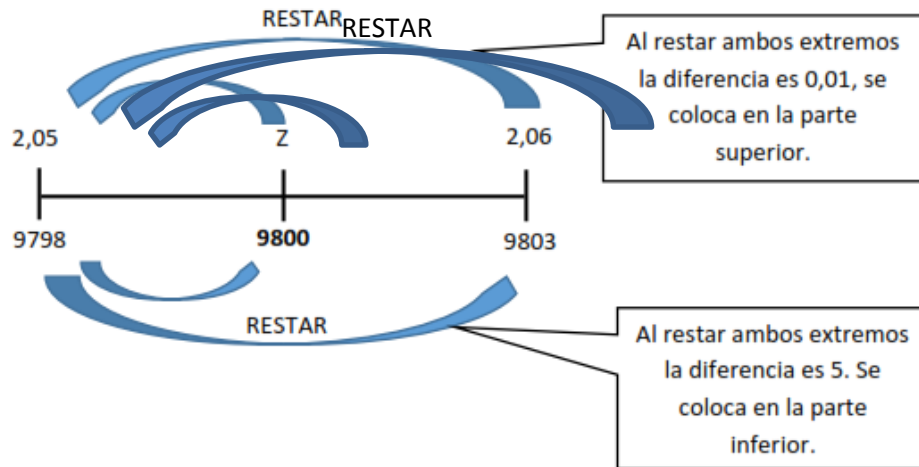 RESTAR
RESTAR
Al restar ambos extremos
la diferencia es 0,01, se
coloca en la parte
superior.
2,05 Z 2,06
9798 9800 9803
RESTAR
Al restar ambos extremos
la diferencia es 5. Se
coloca en la parte
inferior.